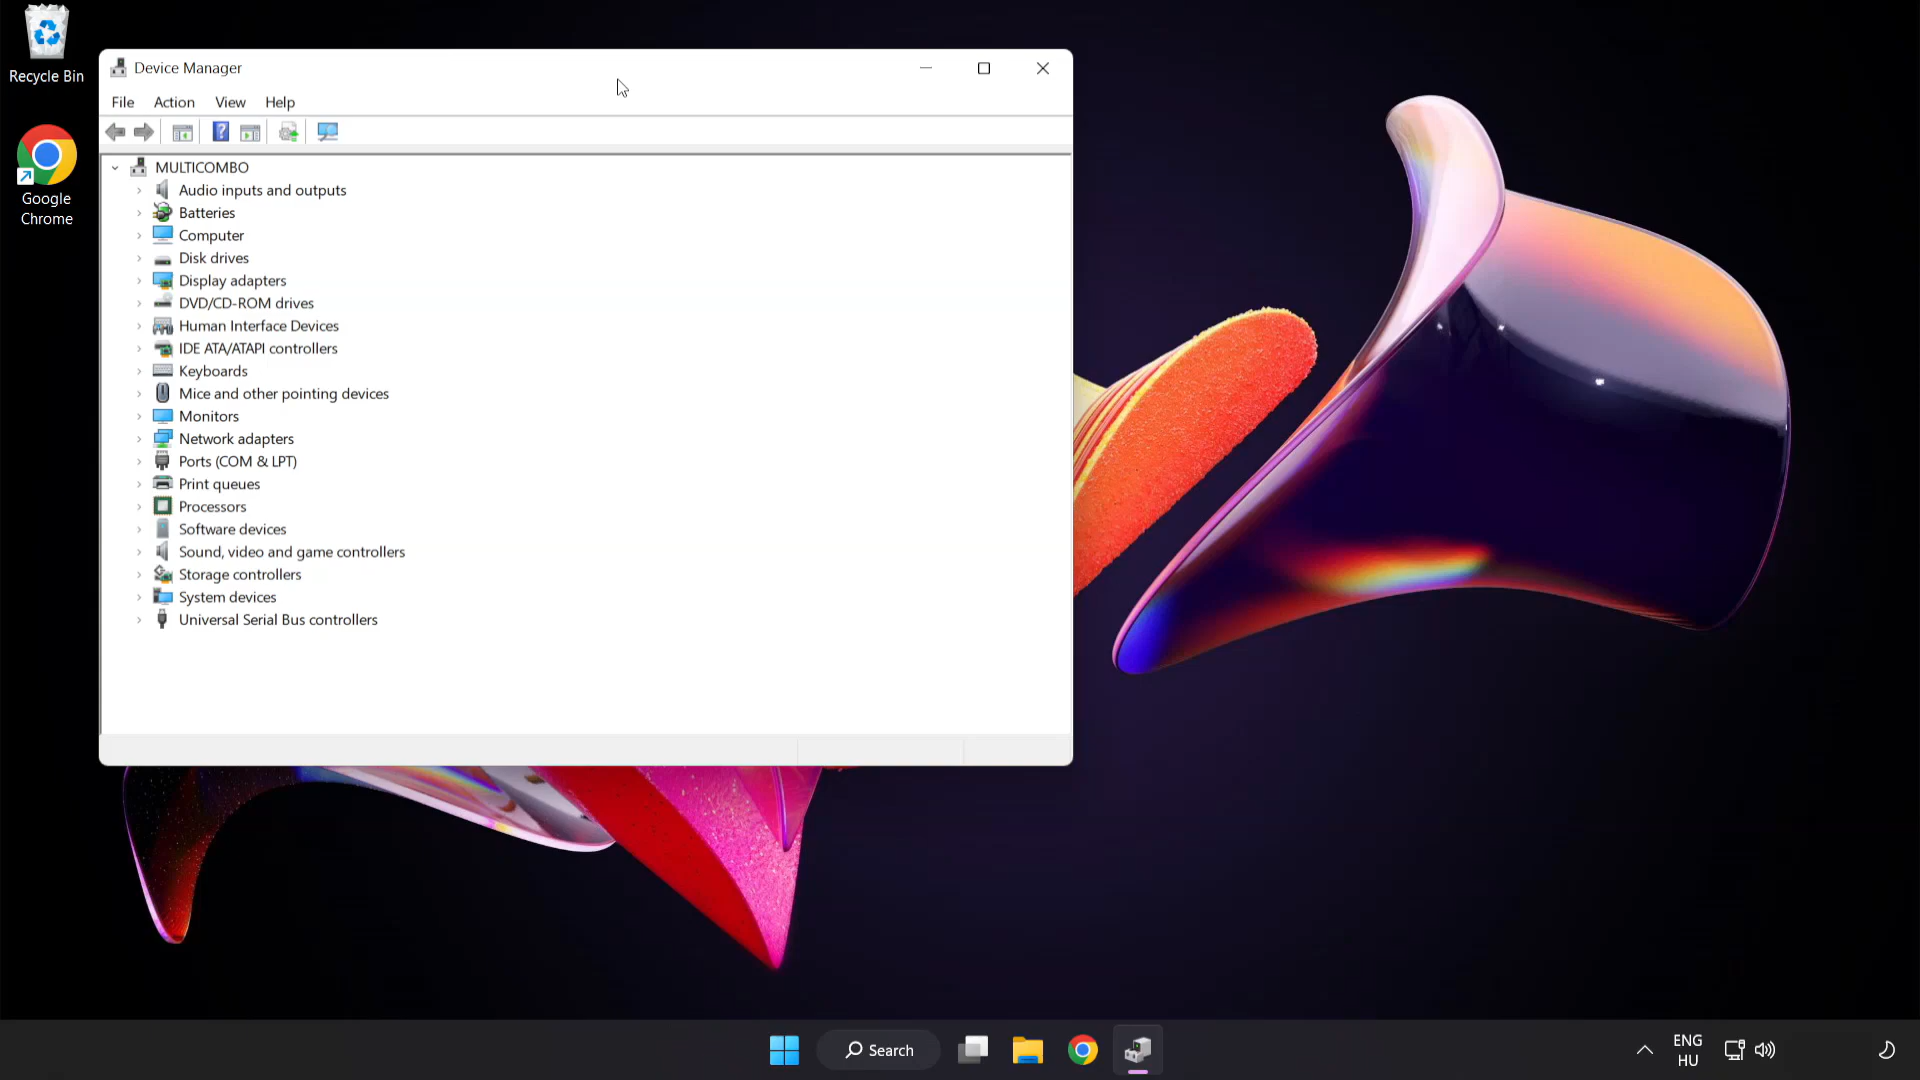 Recycle Bin
Google
Chrome
Device Manager
File Action View Help
MULTICOMBO
Audio inputs and outputs
Batteries
Computer
Disk drives
Display adapters
DVD/CD-ROM drives
Human Interface Devices
IDE ATA/ATAPI controllers
Keyboards
Mice and other pointing devices
Monitors
Network adapters
Ports (COM & LPT)
Print queues
Processors
Software devices
Sound, video and game controllers
Storage controllers
System devices
Universal Serial Bus controllers
Search
ENG
HU